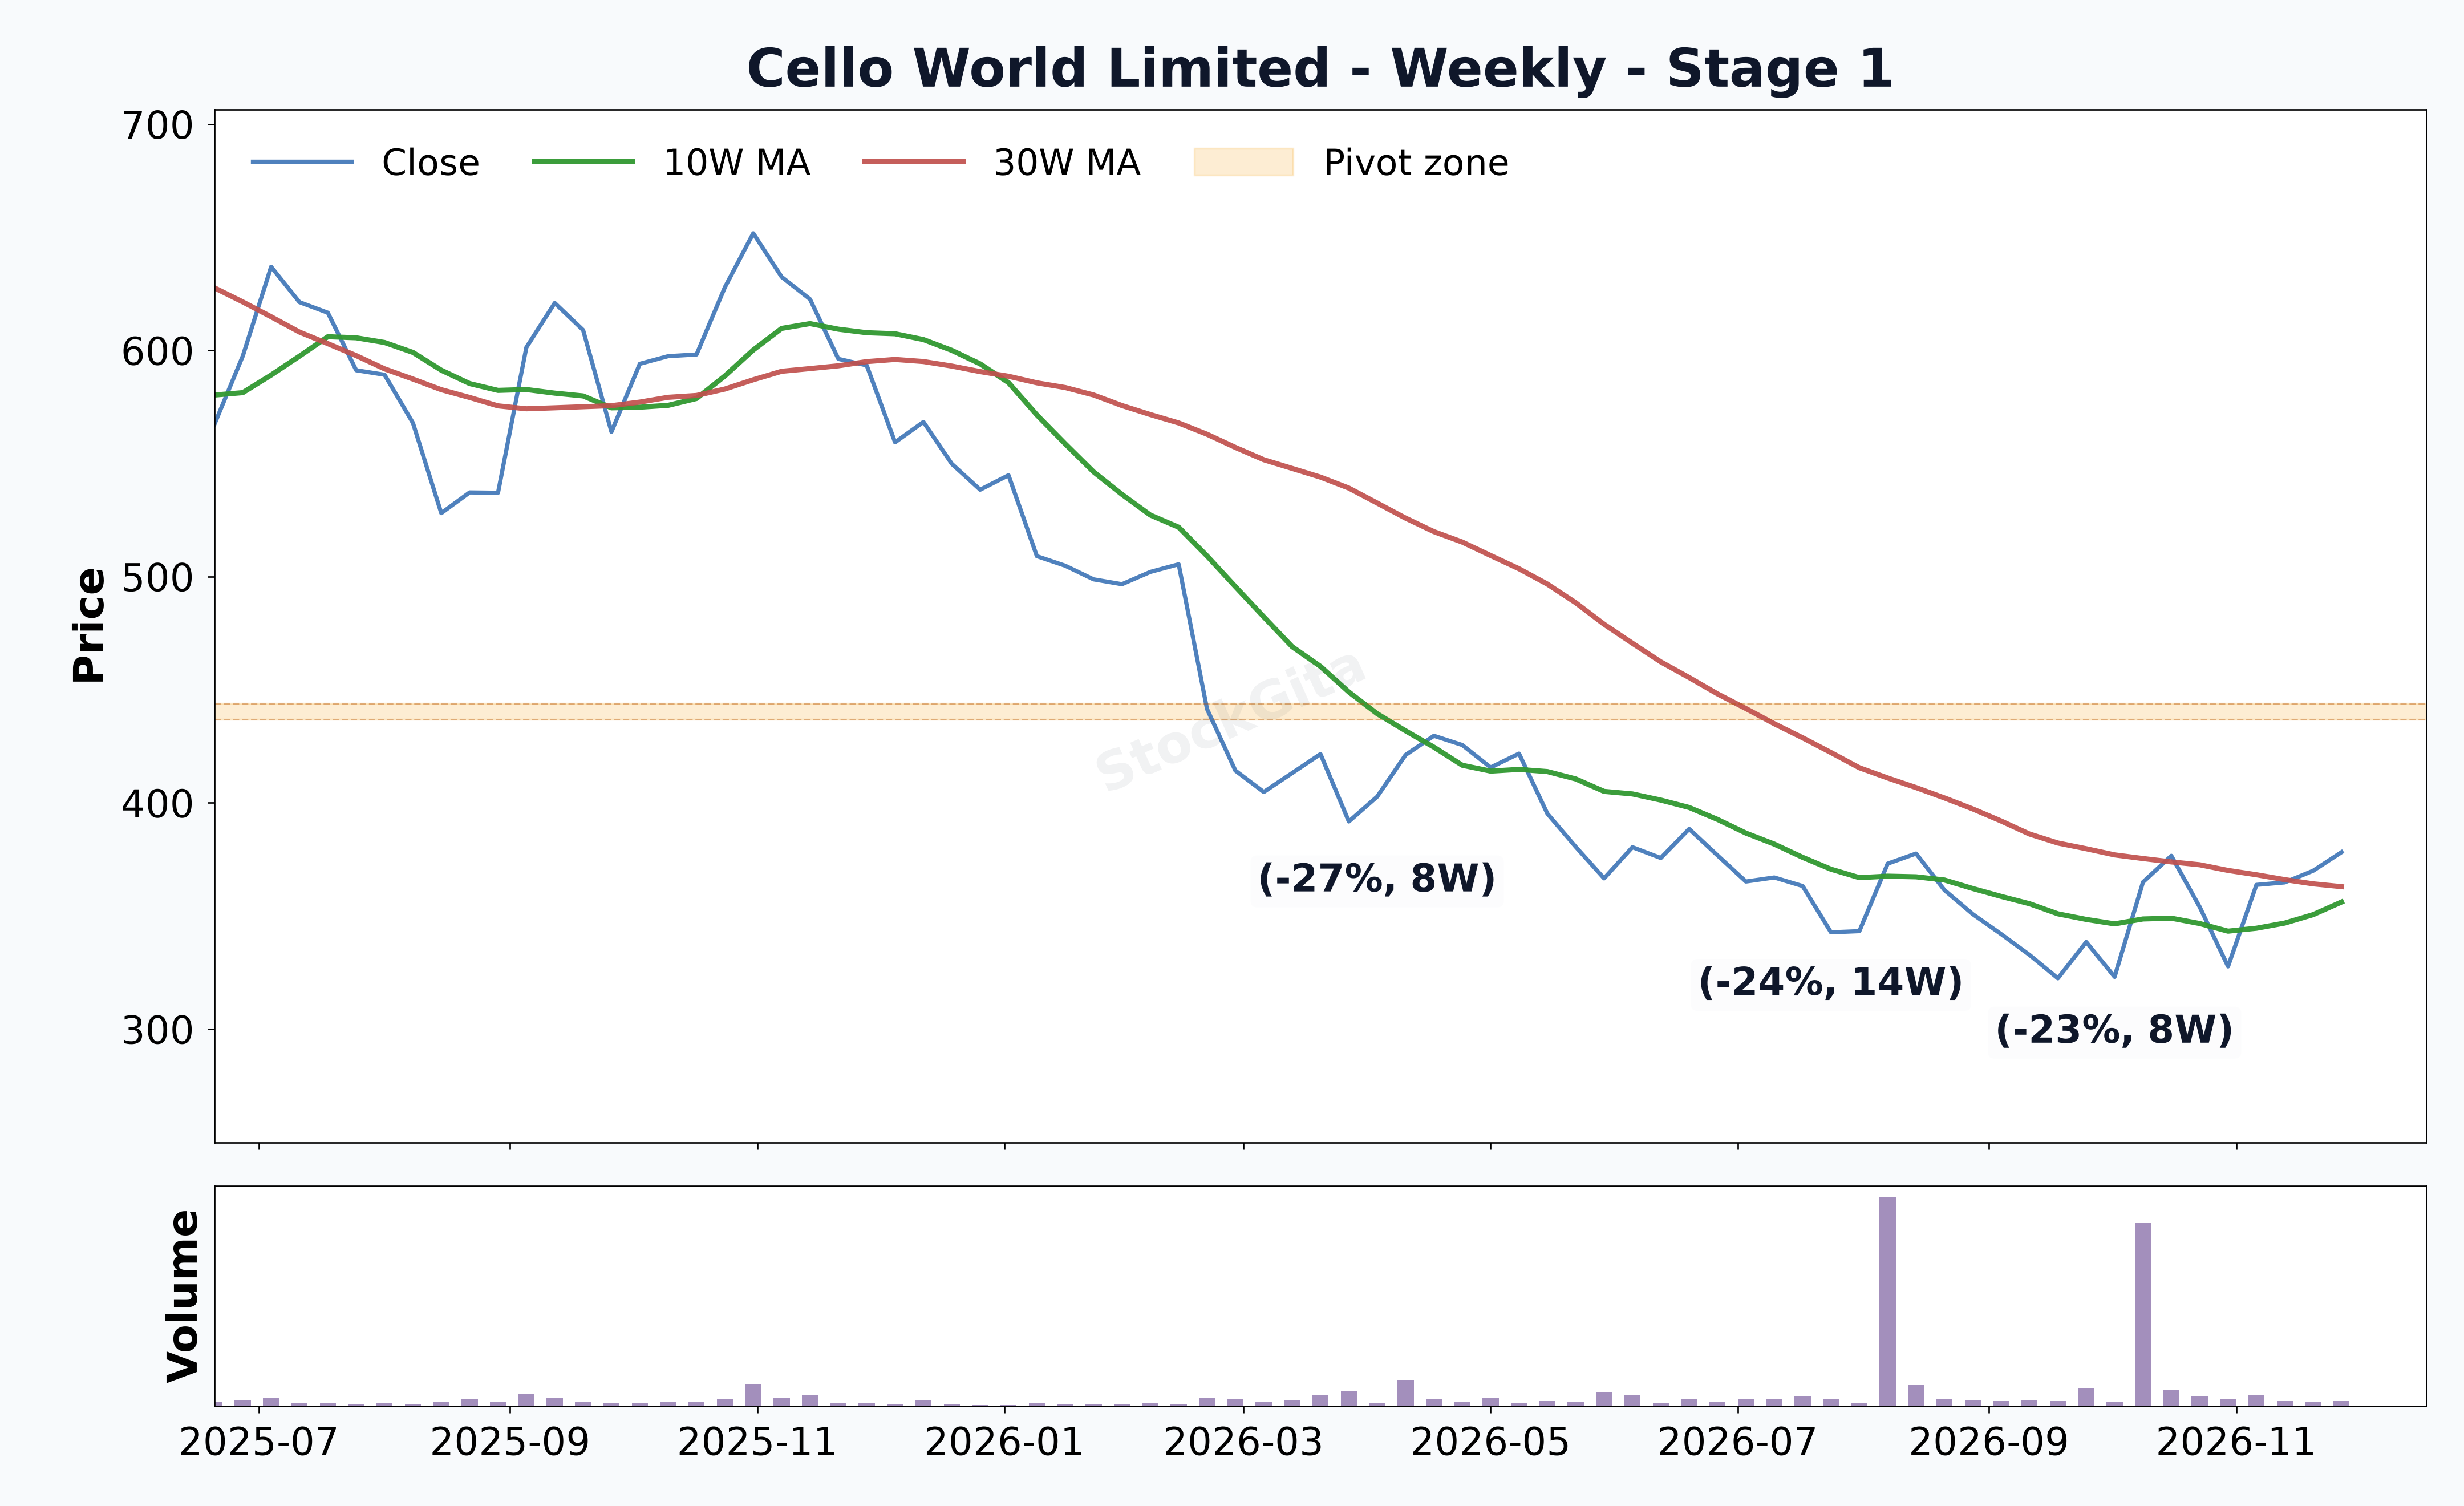 Cello World Limited - Weekly - Stage 1
Close
10W MA
30W MA
Pivot zone
Price
700
600
500
400
300
StockGita
(-27%, 8W)
(-24%, 14W)
(-23%, 8W)
Volume
2025-07
2025-09
2025-11
2026-01
2026-03
2026-05
2026-07
2026-09
2026-11